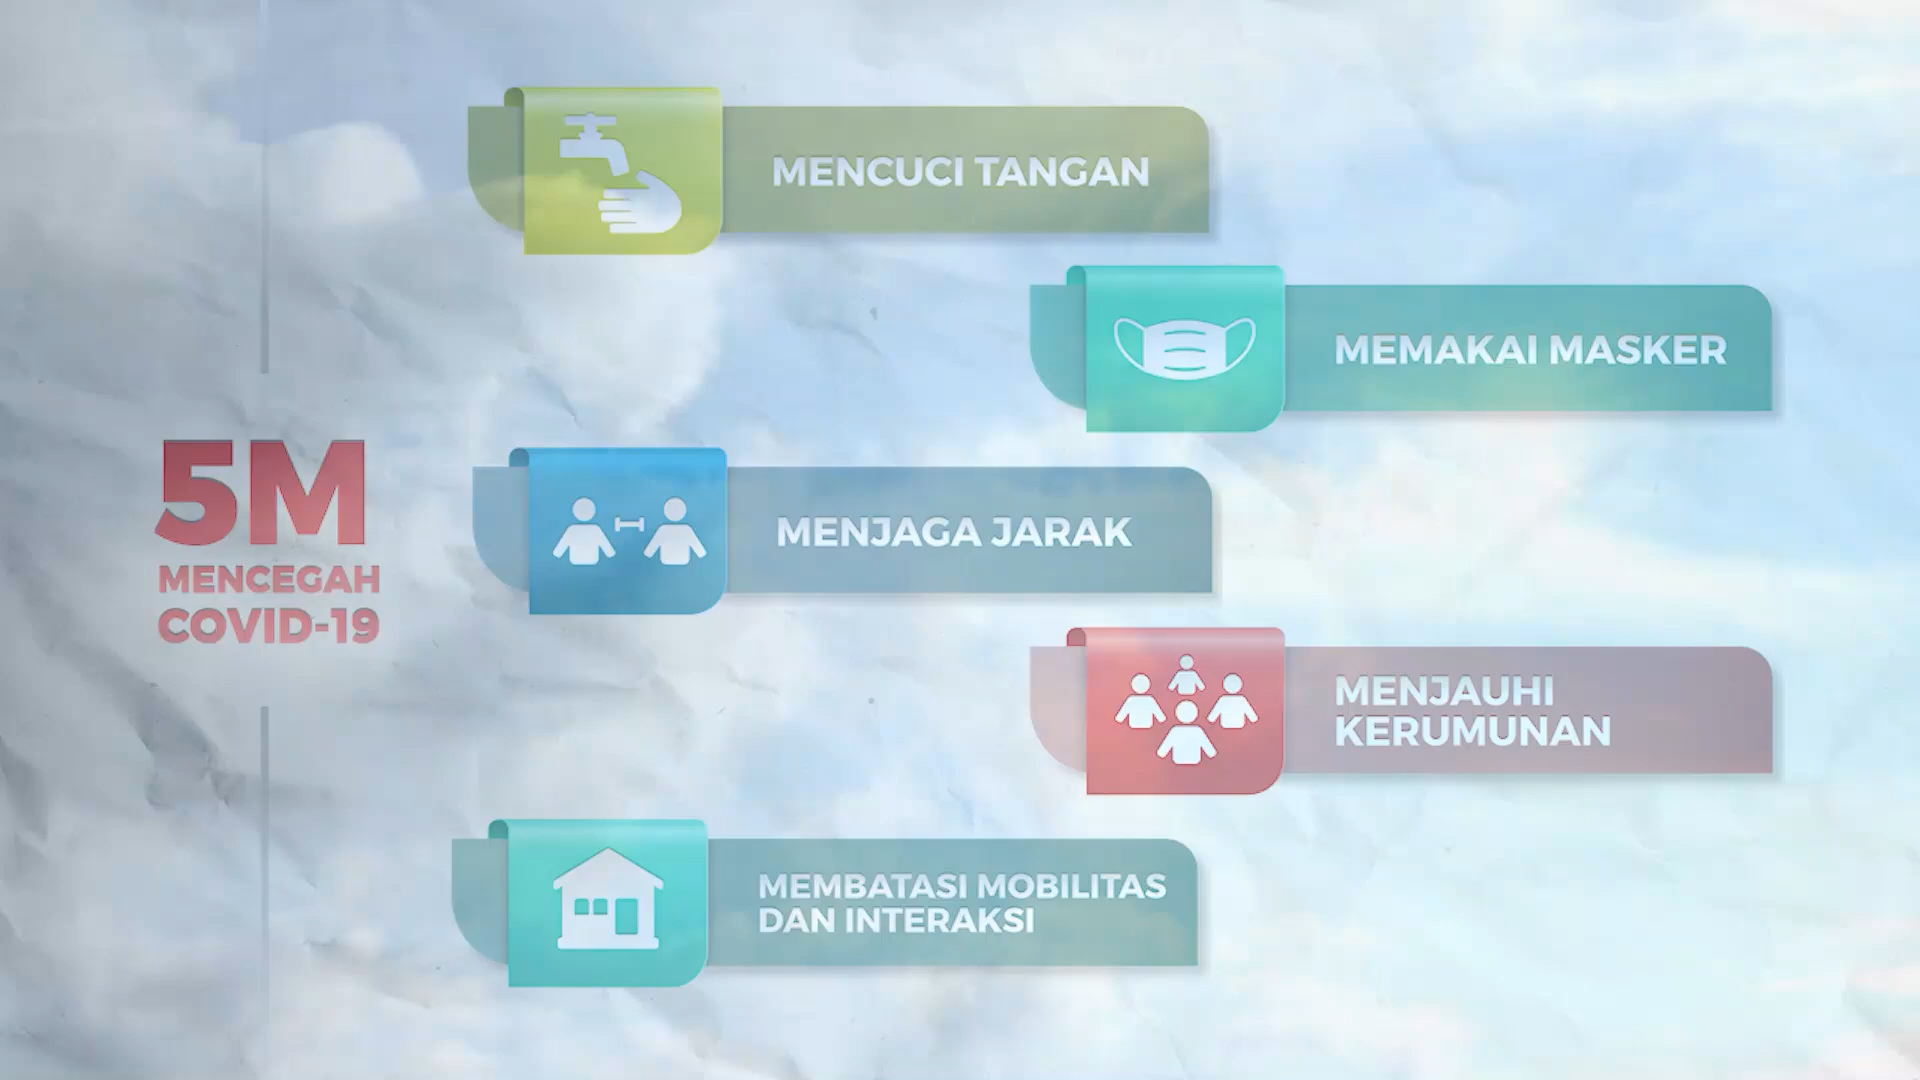 5M
MENCEGAH
COVID-19
MENCUCI TANGAN
MEMAKAI MASKER
MENJAGA JARAK
MENJAUHI
KERUMUNAN
MEMBATASI MOBILITAS
DAN INTERAKSI